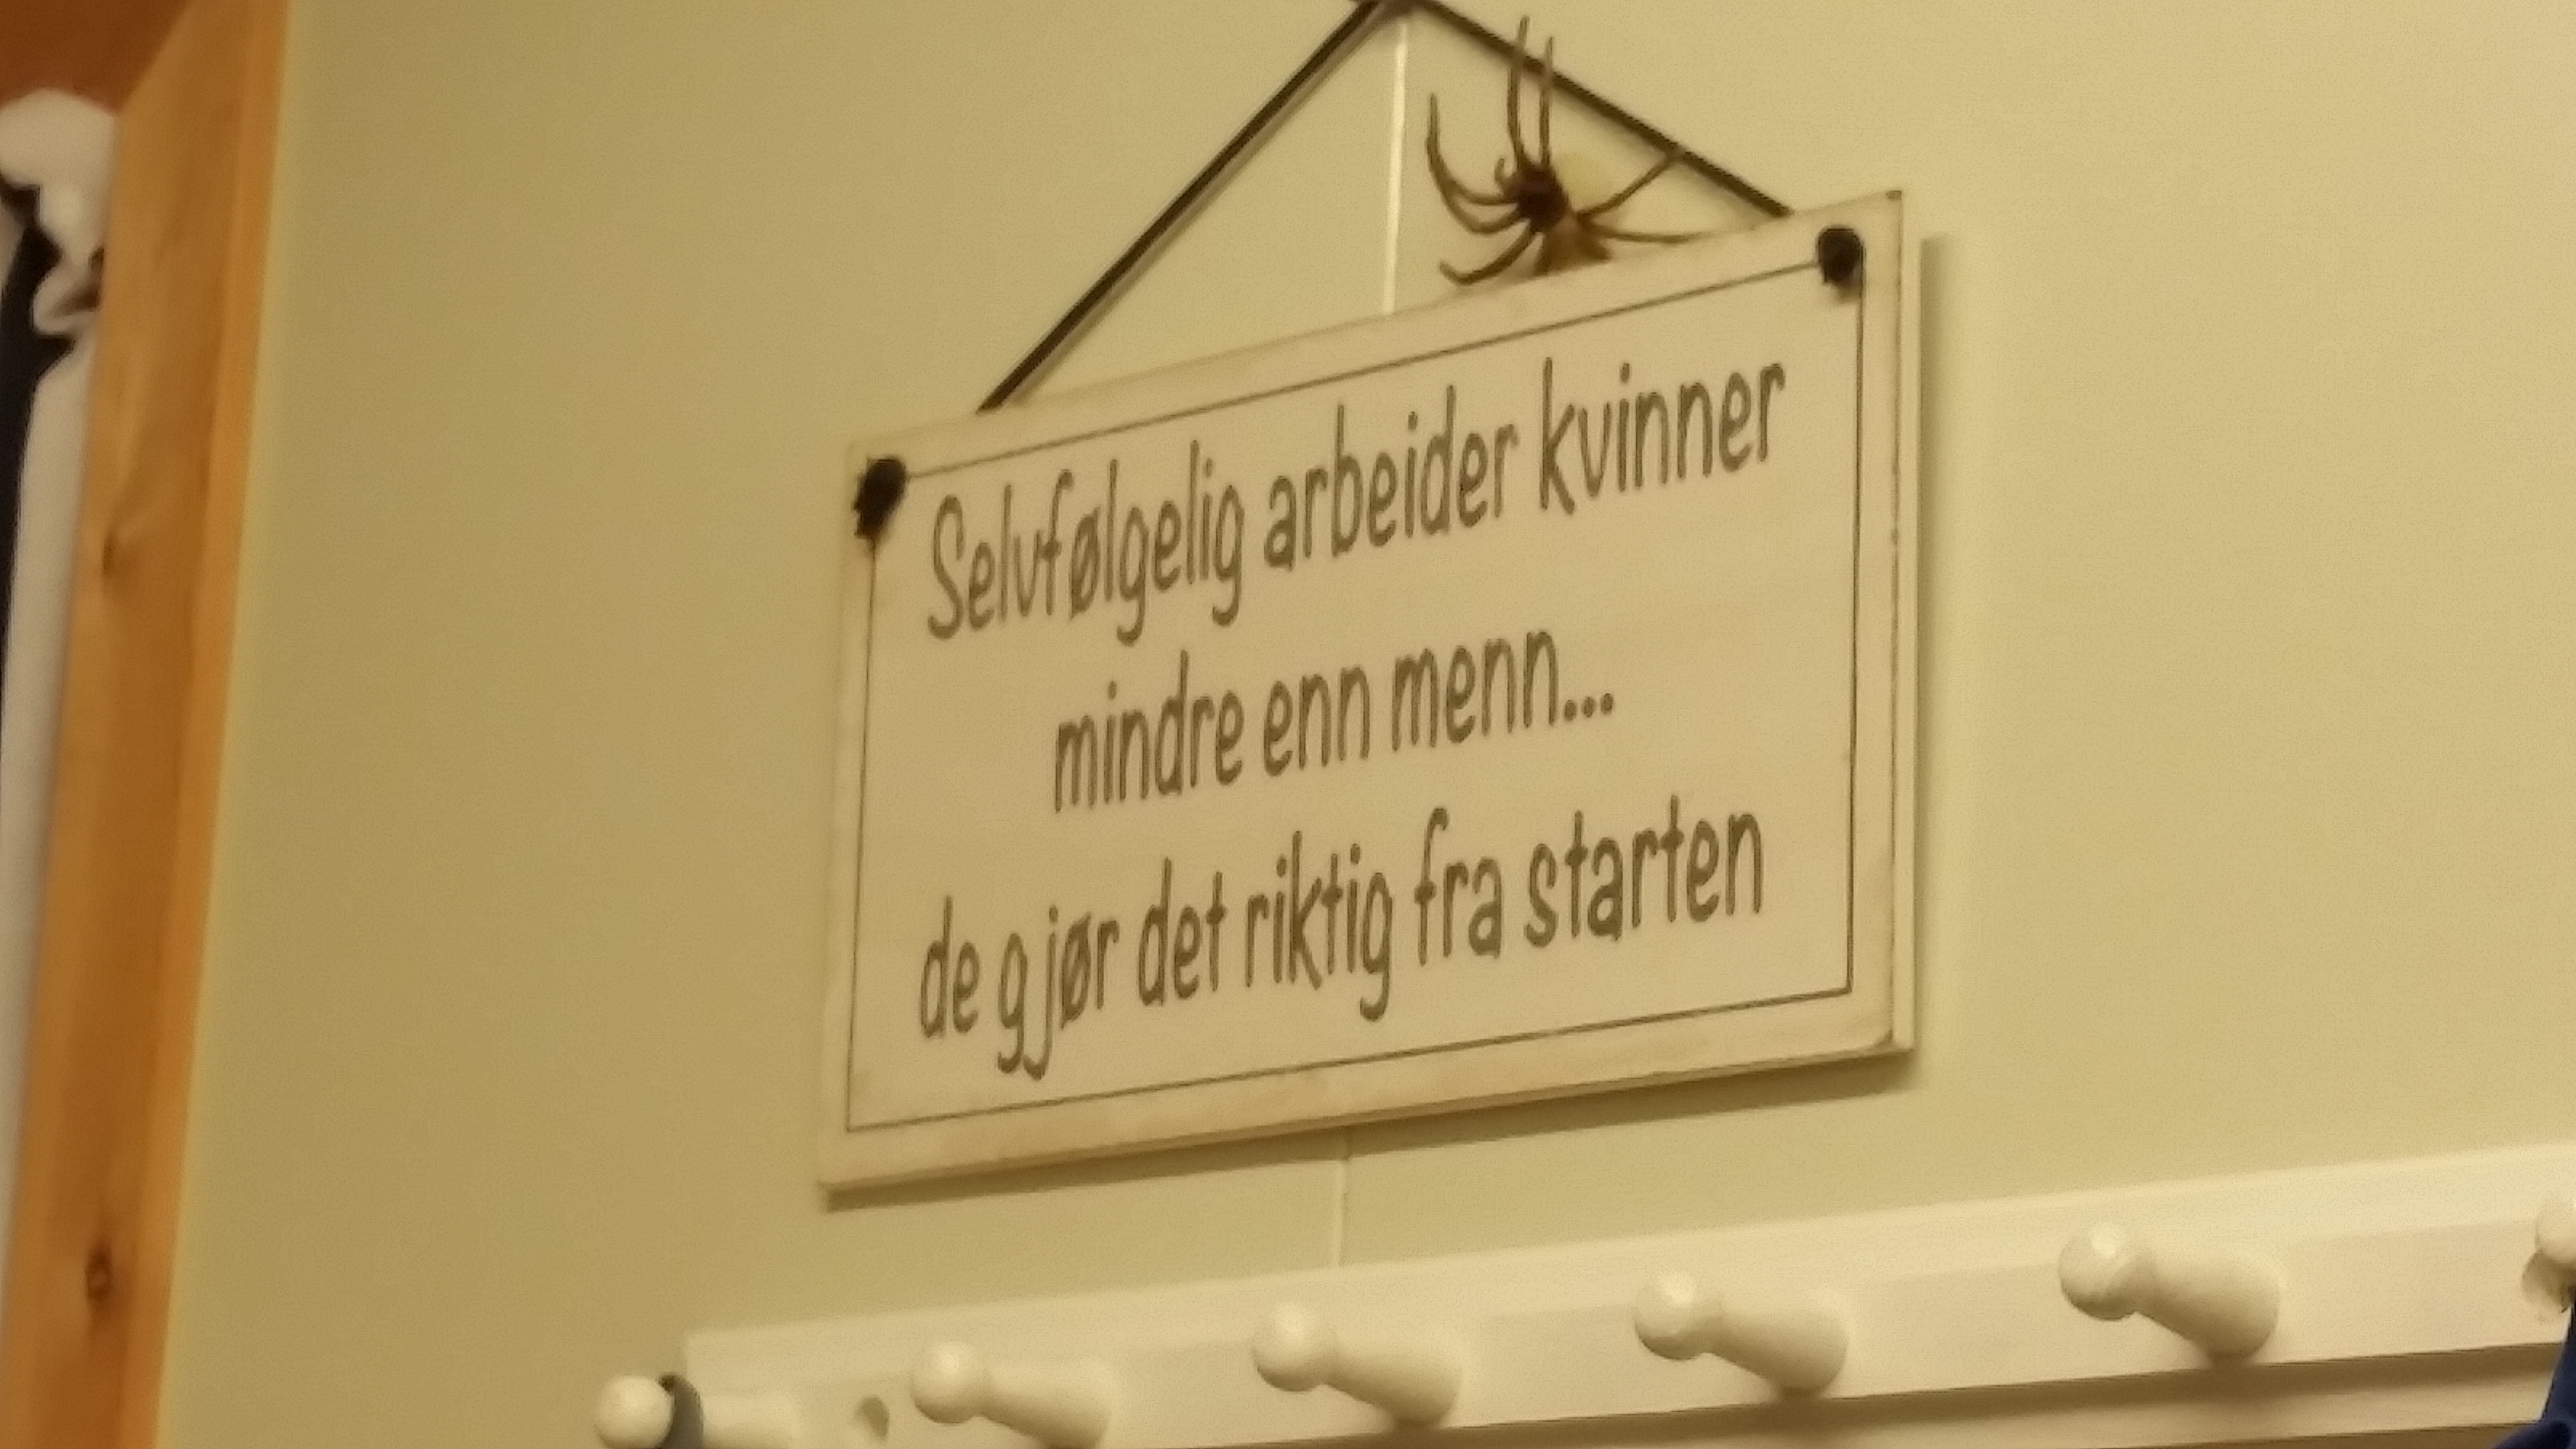 Selvfølgelig arbeider kvinner
mindre enn menn...
de gjør det riktig fra starten